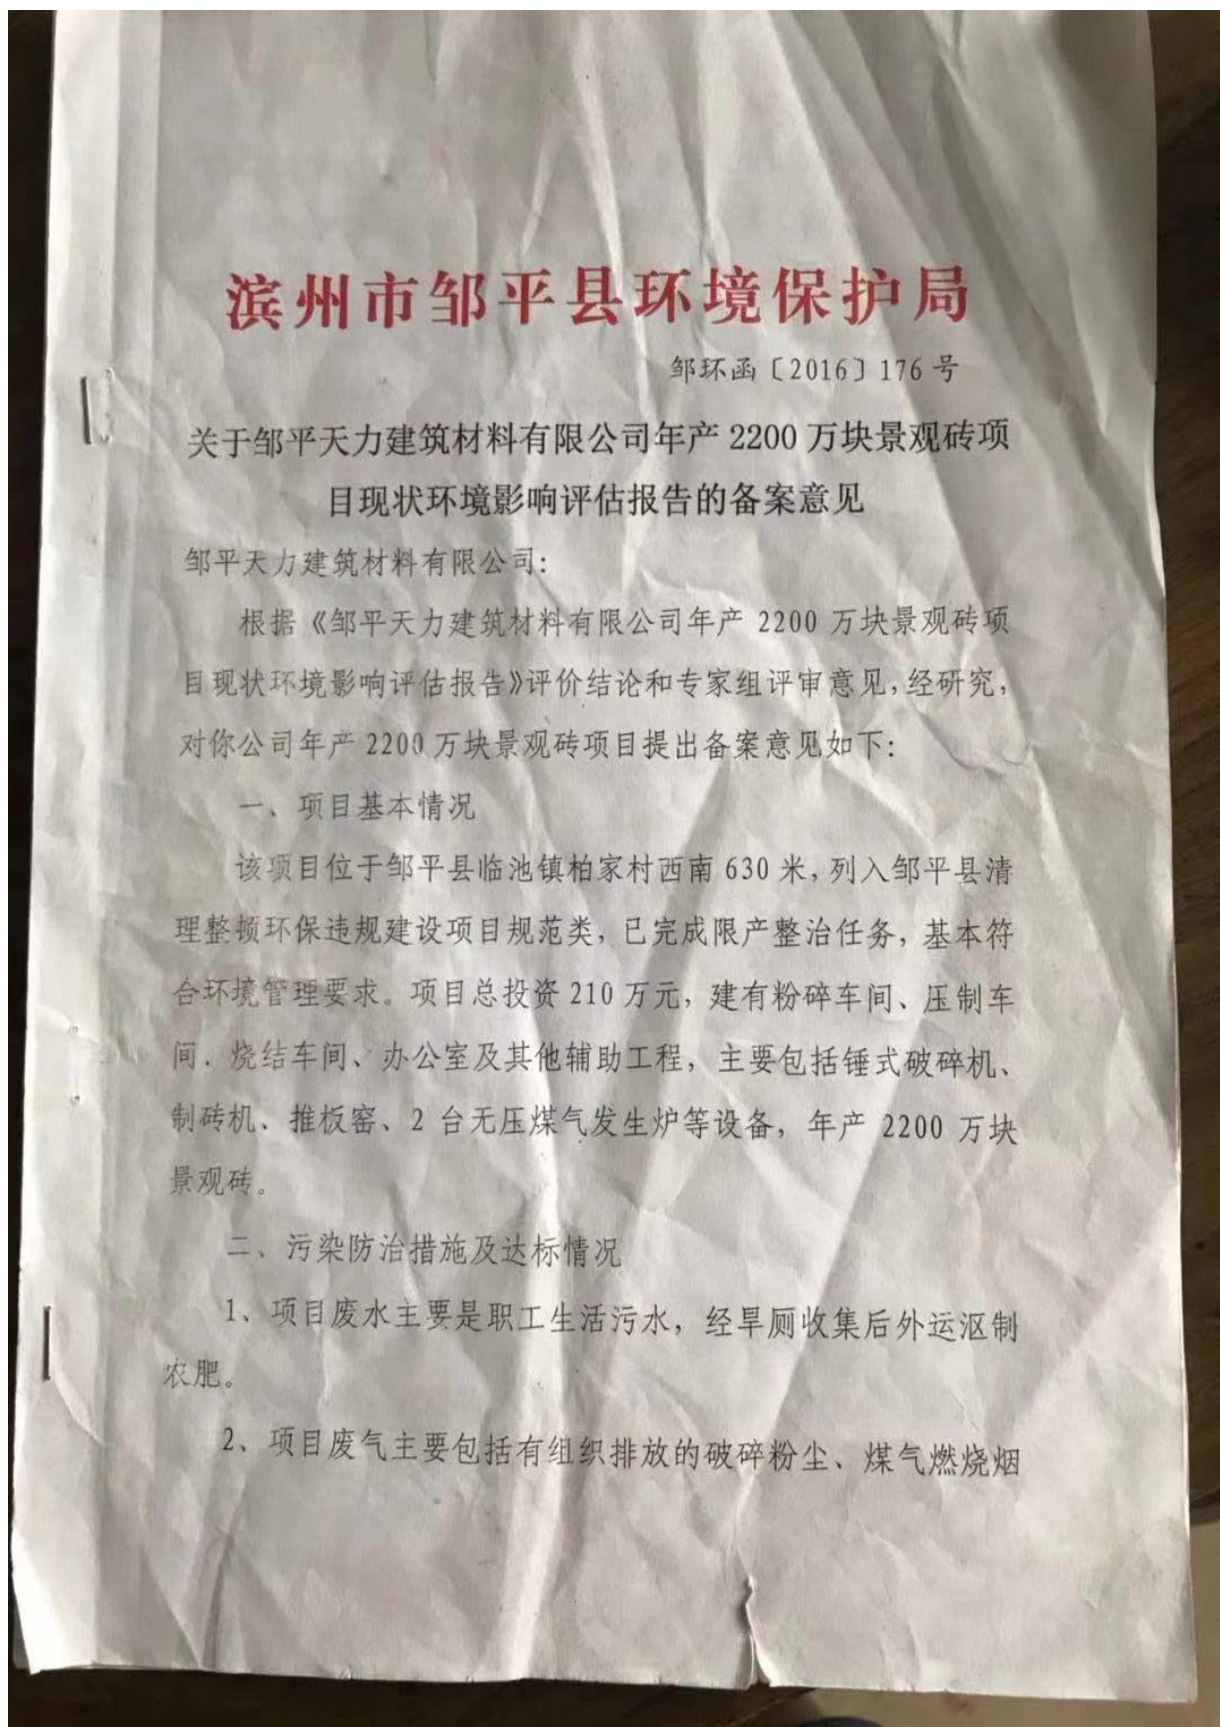 滨州市邹平县环境保护局
邹环函〔2016〕176号
关于邹平天力建筑材料有限公司年产2200万块景观砖项
目现状环境影响评估报告的备案意见
邹平天力建筑材料有限公司:
根据《邹平天力建筑材料有限公司年产 2200 万块景观砖项
目现状环境影响评估报告》评价结论和专家组评审意见,经研究,
对你公司年产2200万块景观砖项目提出备案意见如下:
一、项目基本情况
该项目位于邹平县临池镇柏家村西南630米,列入邹平县清
理整顿环保违规建设项目规范类,已完成限产整治任务,基本符
合环境管理要求。项目总投资210万元,建有粉碎车间、压制车
间、烧结车间、办公室及其他辅助工程,主要包括锤式破碎机、
制砖机、推板窑、2台无压煤气发生炉等设备,年产 2200 万块
景观砖。
二、污染防治措施及达标情况
1、项目废水主要是职工生活污水,经旱厕收集后外运沤制
农肥。
2、项目废气主要包括有组织排放的破碎粉尘、煤气燃烧烟